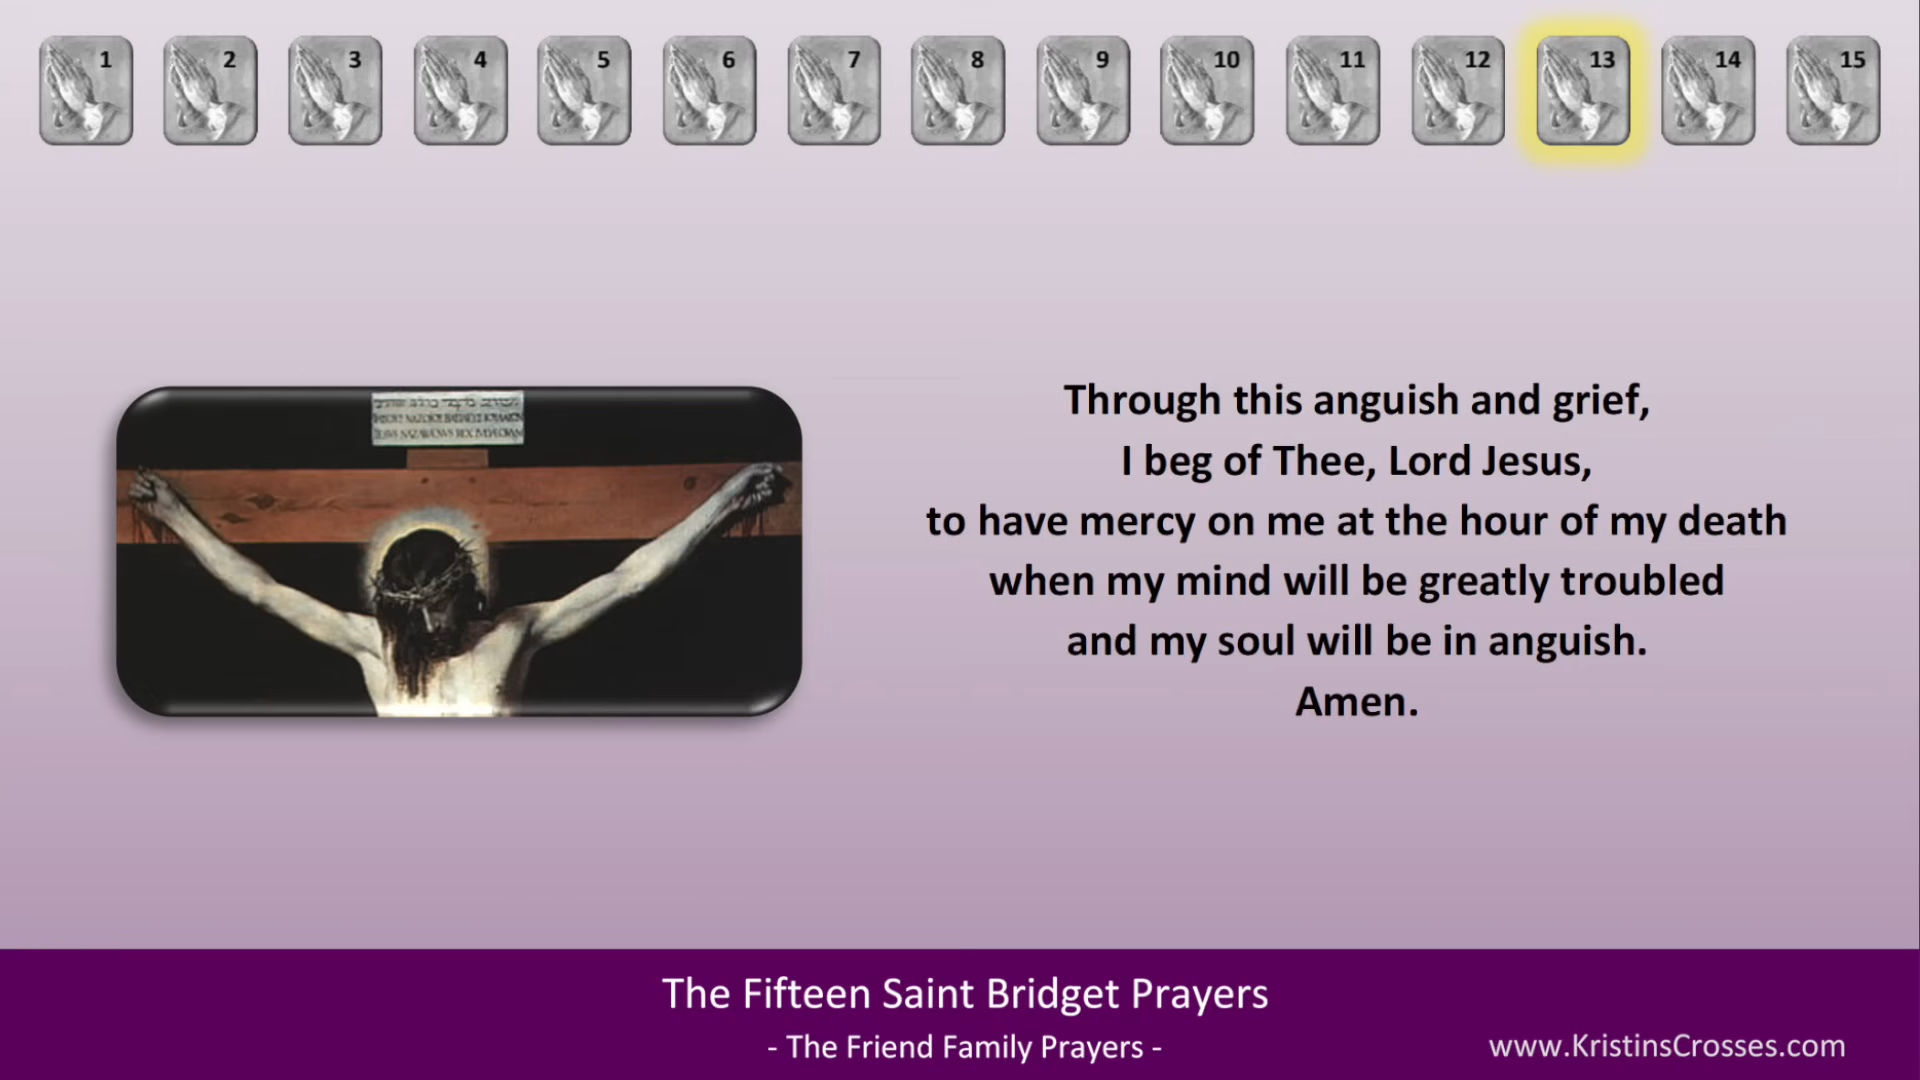 1 2 3 4 5 6 7 8 9 10 11 12 13 14 15
Through this anguish and grief,
I beg of Thee, Lord Jesus,
to have mercy on me at the hour of my death
when my mind will be greatly troubled
and my soul will be in anguish.
Amen.
The Fifteen Saint Bridget Prayers
- The Friend Family Prayers -
www.KristinsCrosses.com